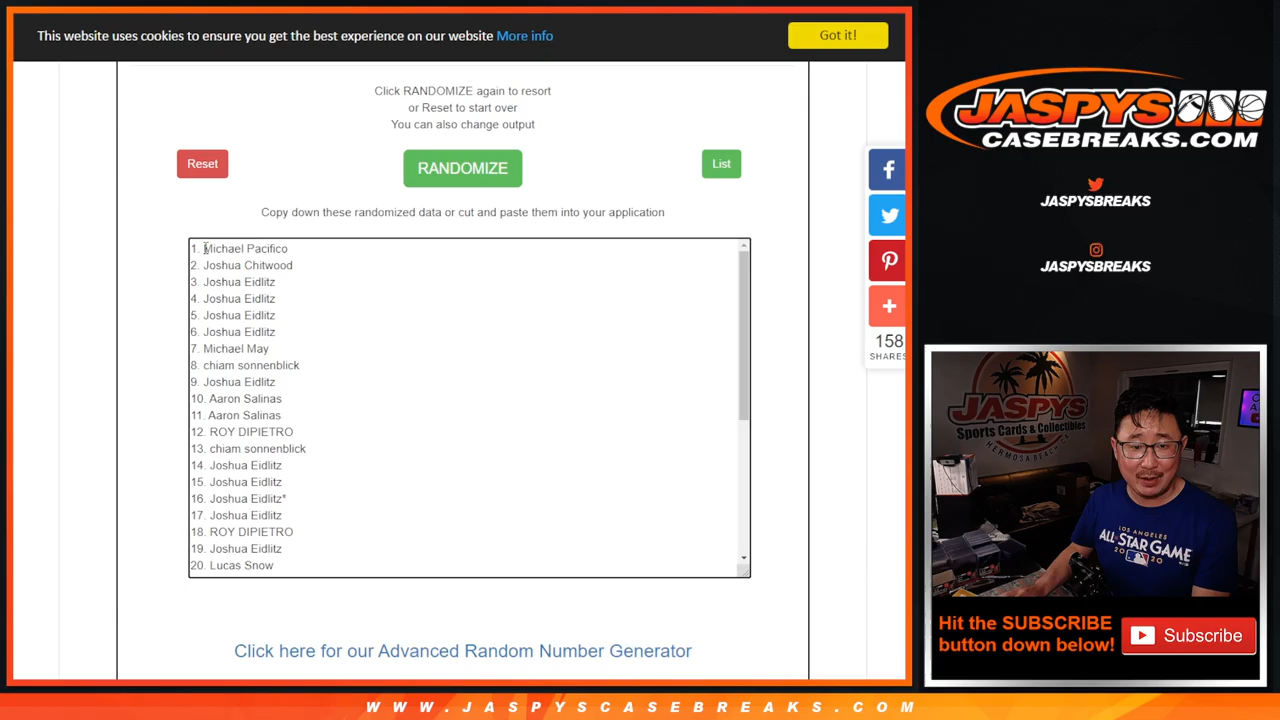 This website uses cookies to ensure you get the best experience on our website More info
Got it!
Click RANDOMIZE again to resort
or Reset to start over
You can also change output
Reset
RANDOMIZE
List
Copy down these randomized data or cut and paste them into your application
1. Michael Pacifico
2. Joshua Chitwood
3. Joshua Eidlitz
4. Joshua Eidlitz
5. Joshua Eidlitz
6. Joshua Eidlitz
7. Michael May
8. chiam sonnenblick
9. Joshua Eidlitz
10. Aaron Salinas
11. Aaron Salinas
12. ROY DIPIETRO
13. chiam sonnenblick
14. Joshua Eidlitz
15. Joshua Eidlitz
16. Joshua Eidlitz*
17. Joshua Eidlitz
18. ROY DIPIETRO
19. Joshua Eidlitz
20. Lucas Snow
Click here for our Advanced Random Number Generator
158
SHARES
JASPYS
CASEBREAKS.COM
JASPYSBREAKS
JASPYSBREAKS
JASPYS
Sports Cards & Collectibles
HERMOSA BEACH
LOS ANGELES
ALL-STAR GAME
2020
Hit the SUBSCRIBE
button down below!
Subscribe
WWW.JASPYSCASEBREAKS.COM